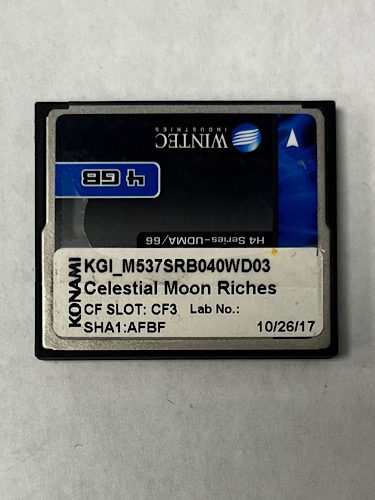 WINTEC
INDUSTRIES
4 GB
H4 Series-UDMA/66
KONAMI
KGI_M537SRB040WD03
Celestial Moon Riches
CF SLOT: CF3 Lab No.:
SHA1:AFBF 10/26/17